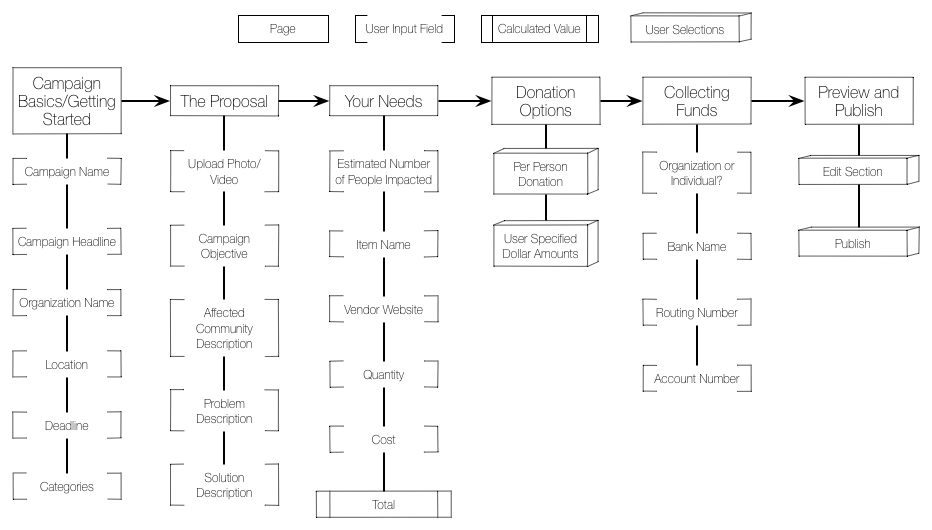 Page
User Input Field
Calculated Value
User Selections
Campaign
Basics/Getting
Started
Campaign Name
Campaign Headline
Organization Name
Location
Deadline
Categories
The Proposal
Upload Photo/
Video
Campaign
Objective
Affected
Community
Description
Problem
Description
Solution
Description
Your Needs
Estimated Number
of People Impacted
Item Name
Vendor Website
Quantity
Cost
Total
Donation
Options
Per Person
Donation
User Specified
Dollar Amounts
Collecting
Funds
Organization or
Individual?
Bank Name
Routing Number
Account Number
Preview and
Publish
Edit Section
Publish